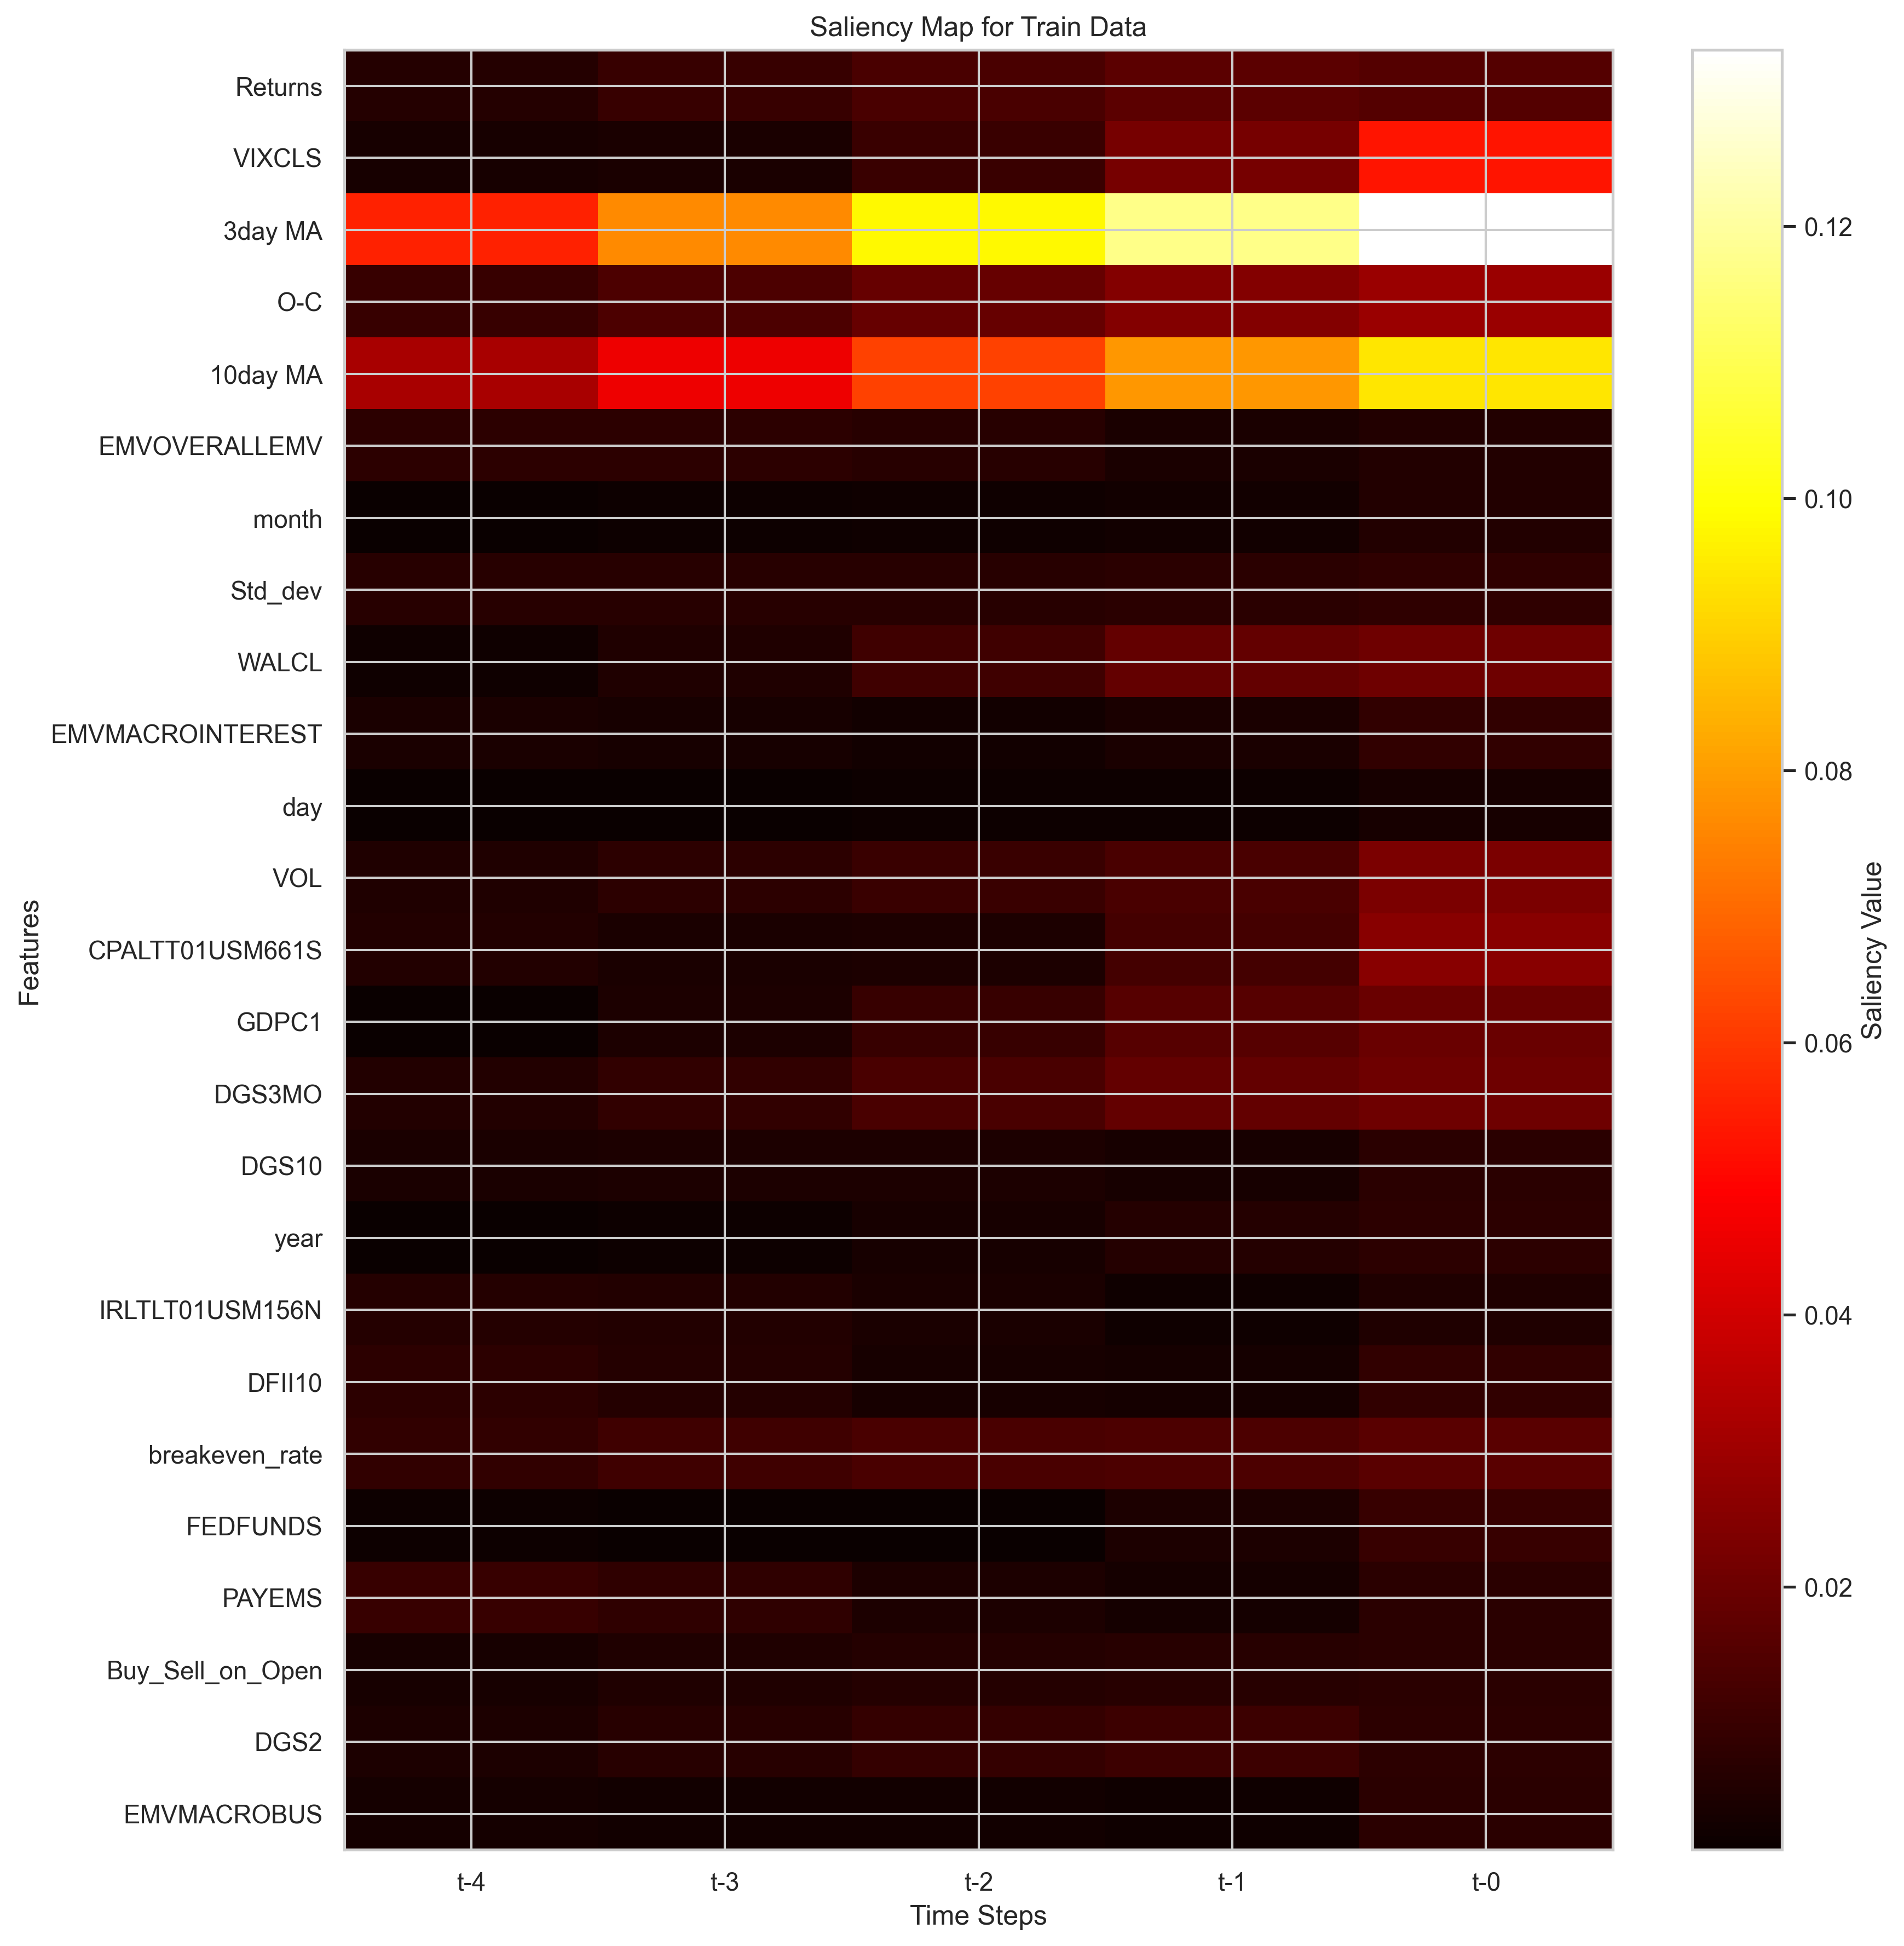 Saliency Map for Train Data
Features
Returns
VIXCLS
3day MA
O-C
10day MA
EMVOVERALLEMV
month
Std_dev
WALCL
EMVMACROINTEREST
day
VOL
CPALTT01USM661S
GDPC1
DGS3MO
DGS10
year
IRLTLT01USM156N
DFII10
breakeven_rate
FEDFUNDS
PAYEMS
Buy_Sell_on_Open
DGS2
EMVMACROBUS
t-4 t-3 t-2 t-1 t-0
Time Steps
0.12
0.10
0.08
0.06
0.04
0.02
Saliency Value